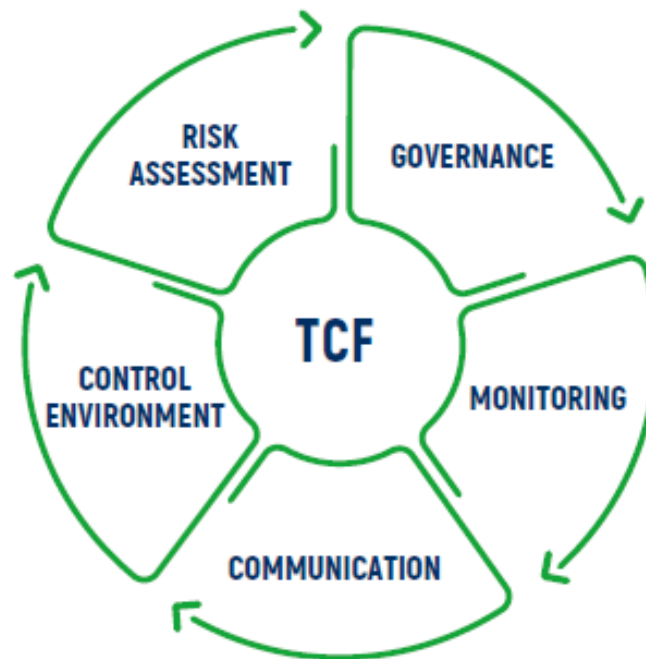 RISK
ASSESSMENT
GOVERNANCE
TCF
CONTROL
ENVIRONMENT
MONITORING
COMMUNICATION